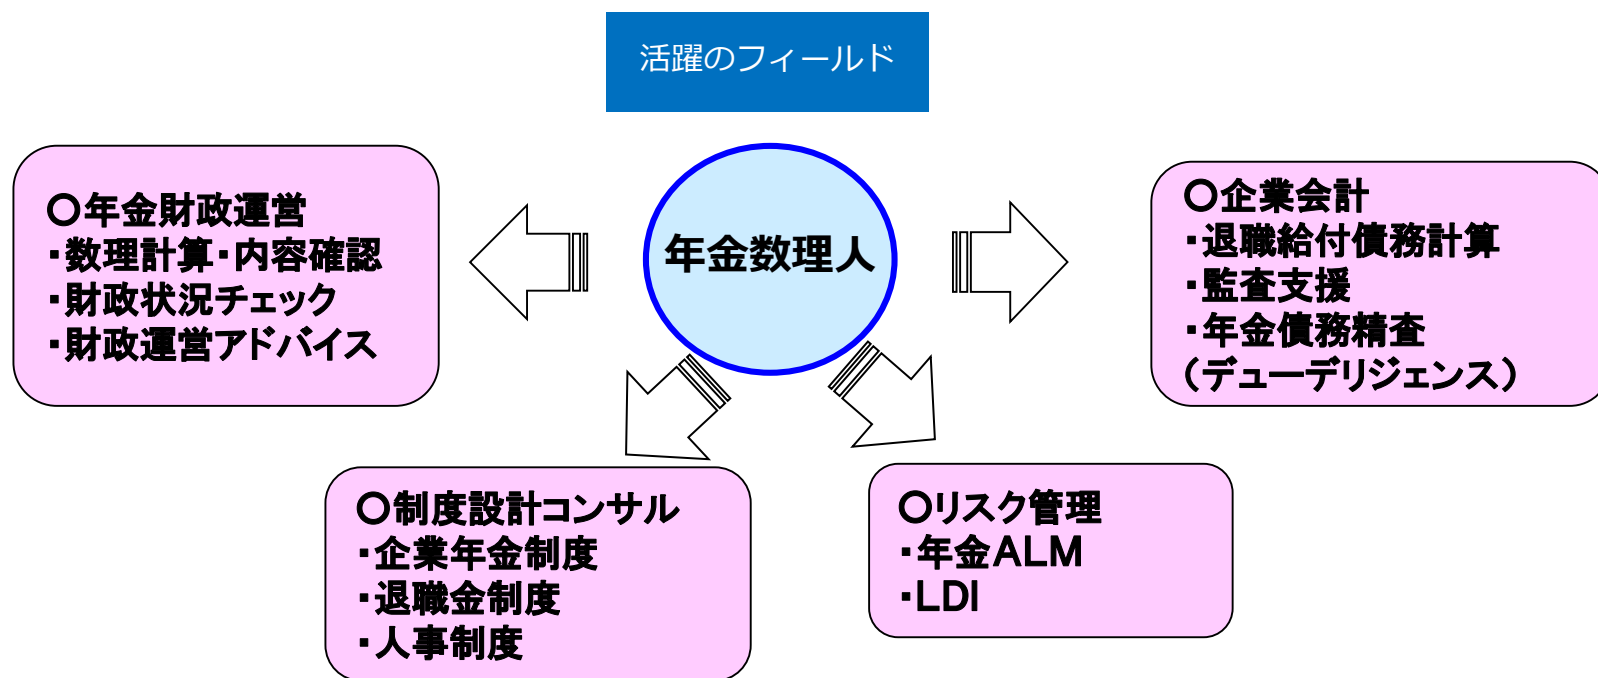 活躍のフィールド
年金数理人
〇年金財政運営
・数理計算・内容確認
・財政状況チェック
・財政運営アドバイス
〇企業会計
・退職給付債務計算
・監査支援
・年金債務精査
（デューデリジェンス）
〇制度設計コンサル
・企業年金制度
・退職金制度
・人事制度
〇リスク管理
・年金ALM
・LDI